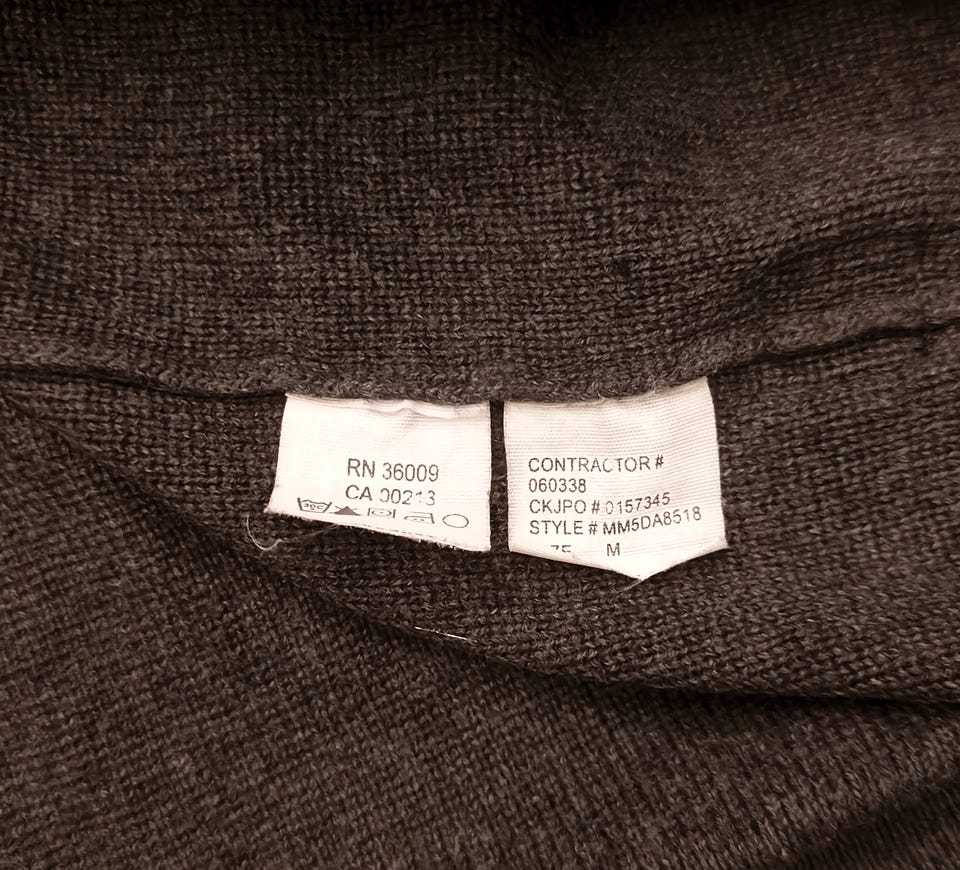 RN 36009
CA 00213
CONTRACTOR #
060338
CKJPO # 0157345
STYLE # MM5DA8518
M